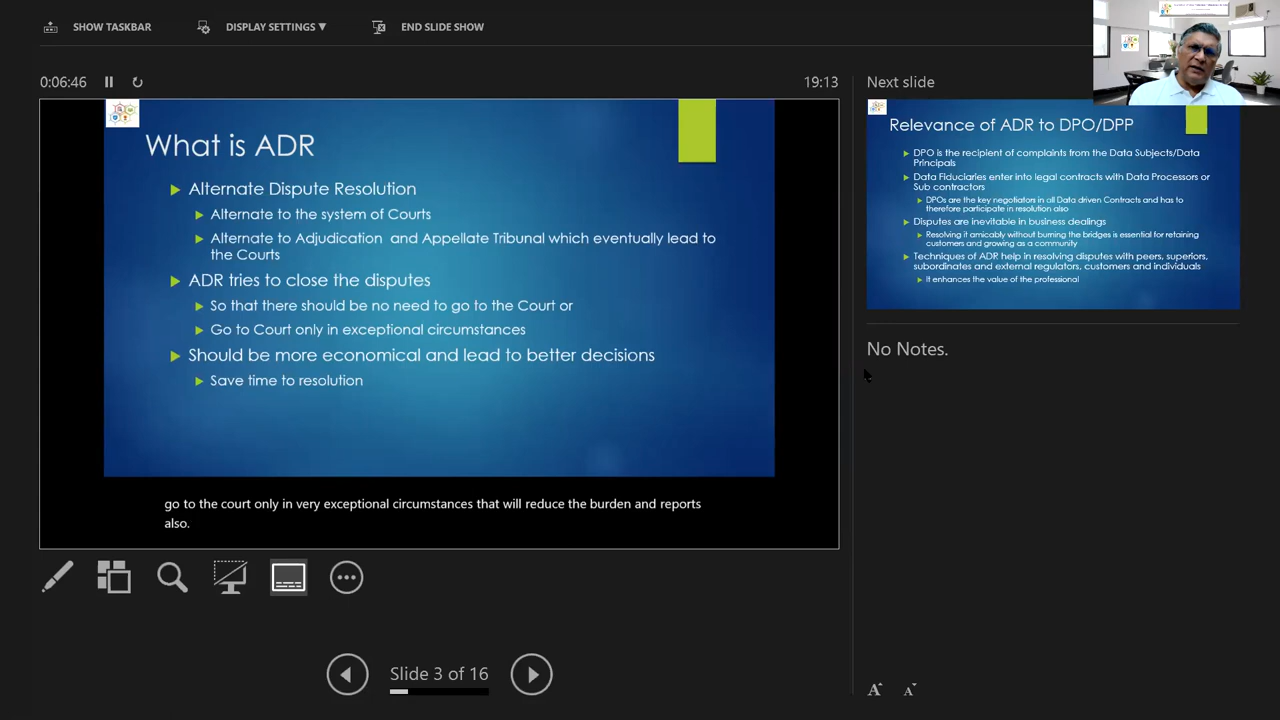 SHOW TASKBAR
DISPLAY SETTINGS ▼
END SLIDE SHOW
0:06:46
19:13
Next slide
What is ADR
Alternate Dispute Resolution
Alternate to the system of Courts
Alternate to Adjudication and Appellate Tribunal which eventually lead to
the Courts
ADR tries to close the disputes
So that there should be no need to go to the Court or
Go to Court only in exceptional circumstances
Should be more economical and lead to better decisions
Save time to resolution
go to the court only in very exceptional circumstances that will reduce the burden and reports
also.
Relevance of ADR to DPO/DPP
DPO is the recipient of complaints from the Data Subjects/Data
Principals
Data Fiduciaries enter into legal contracts with Data Processors or
Sub contractors
DPOs are the key negotiators in all Data driven Contracts and has to
therefore participate in resolution also
Disputes are inevitable in business dealings
Resolving it amicably without burning the bridges is essential for retaining
customers and growing as a community
Techniques of ADR help in resolving disputes with peers, superiors,
subordinates and external regulators, customers and individuals
It enhances the value of the professional
No Notes.
Slide 3 of 16
A A